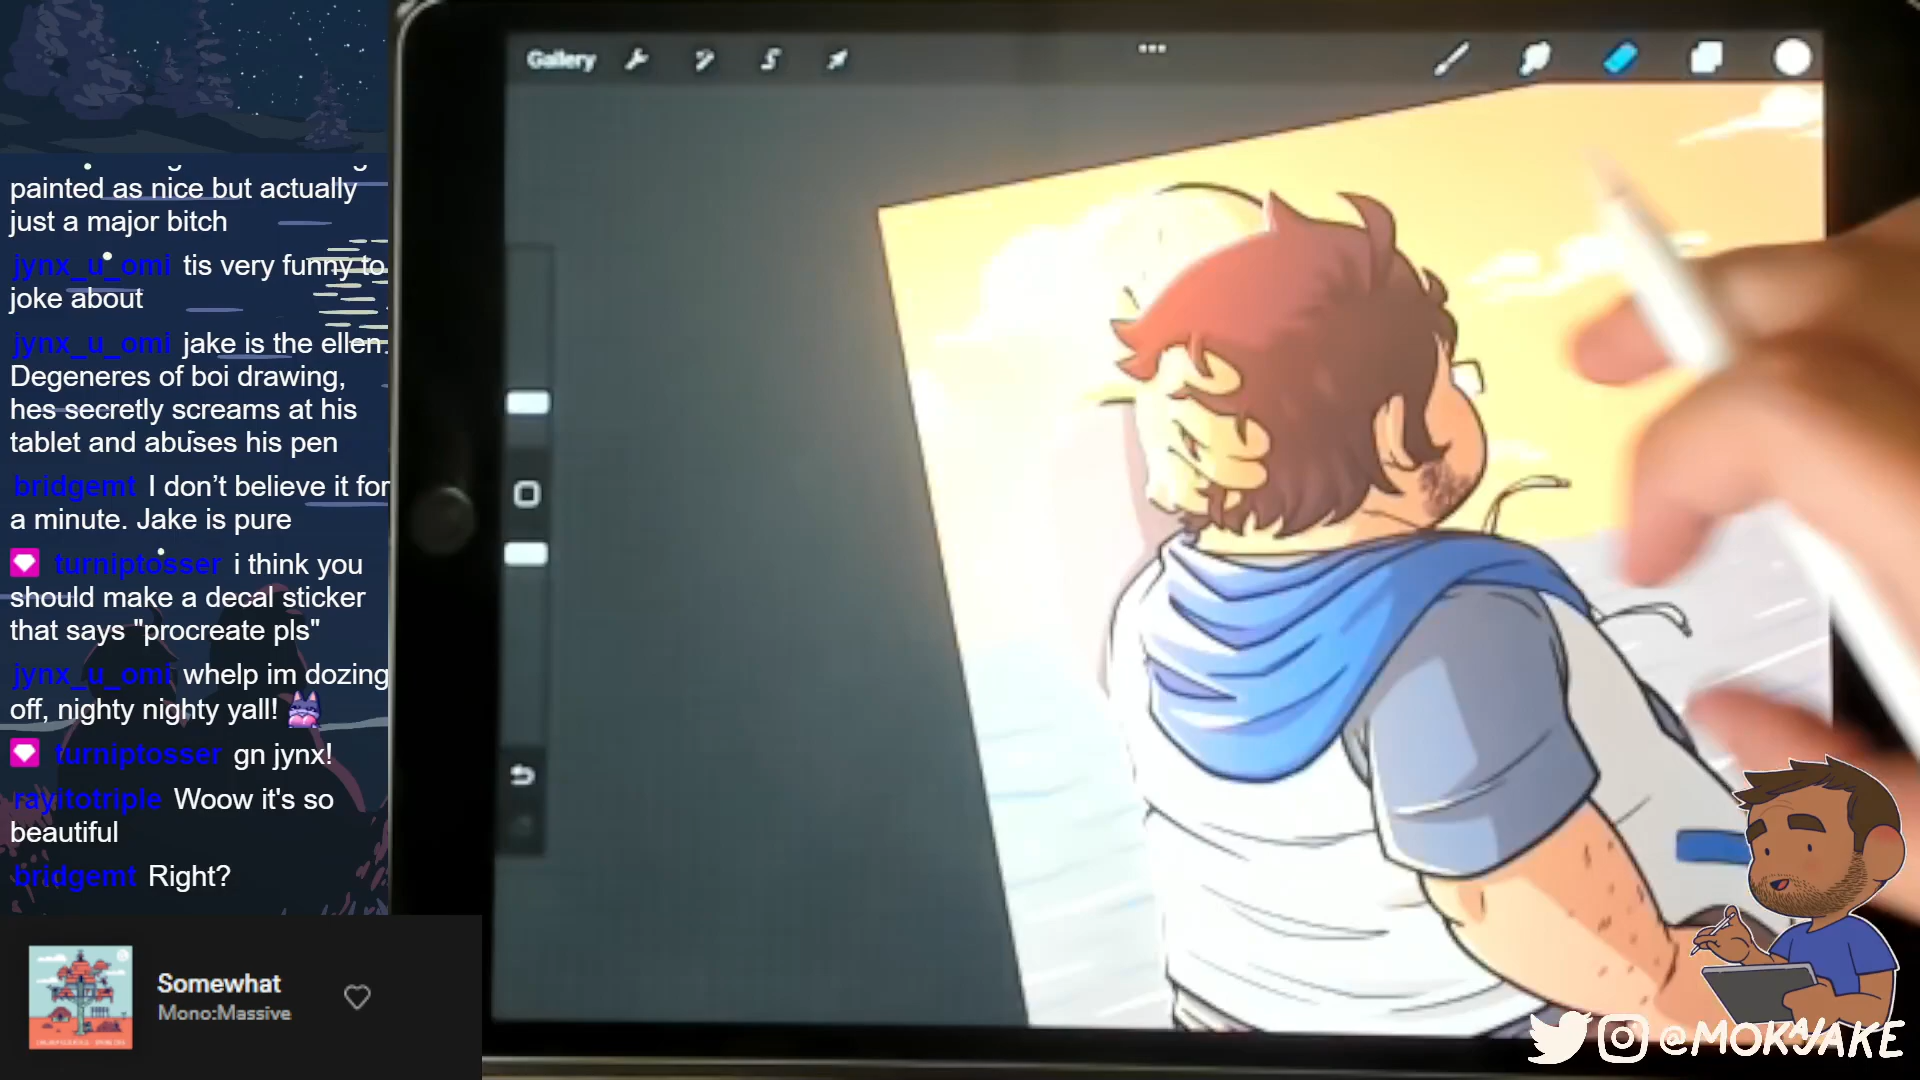 Gallery
painted as nice but actually
just a major bitch
jynx_u_omi tis very funny to
joke about
jynx_u_omi jake is the ellen
Degeneres of boi drawing,
hes secretly screams at his
tablet and abuses his pen
bridgemt I don’t believe it for
a minute. Jake is pure
turniptosser i think you
should make a decal sticker
that says "procreate pls"
jynx_u_omi whelp im dozing
off, nighty nighty yall!
turniptosser gn jynx!
rayitotriple Woow it's so
beautiful
bridgemt Right?
Somewhat
Mono:Massive
@MOKAJAKE